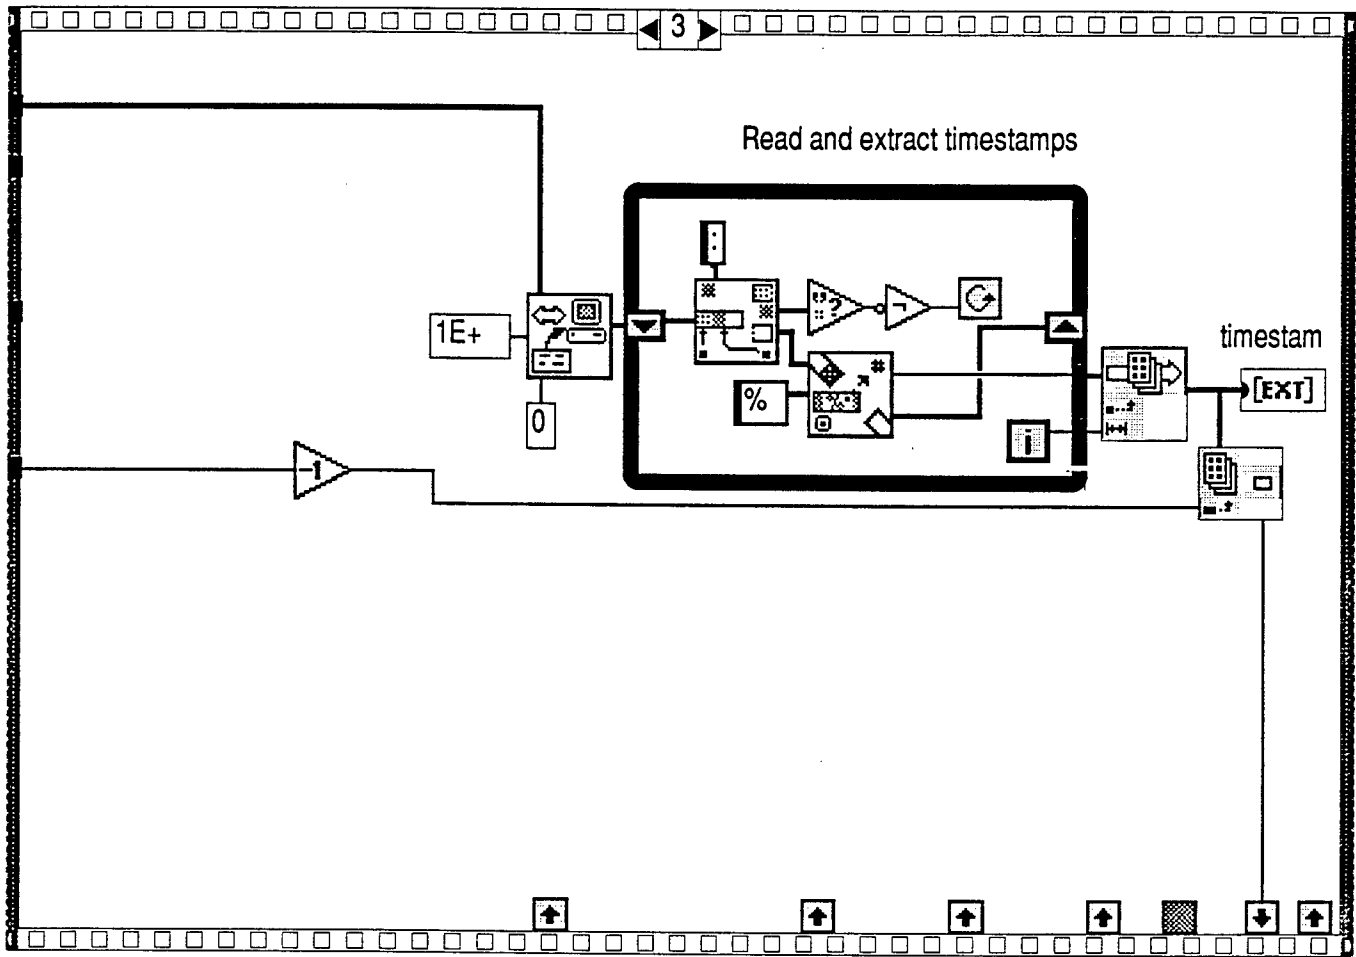 3
Read and extract timestamps
:
" ?
1E+
timestam
#
[EXT]
%
0
i
-1